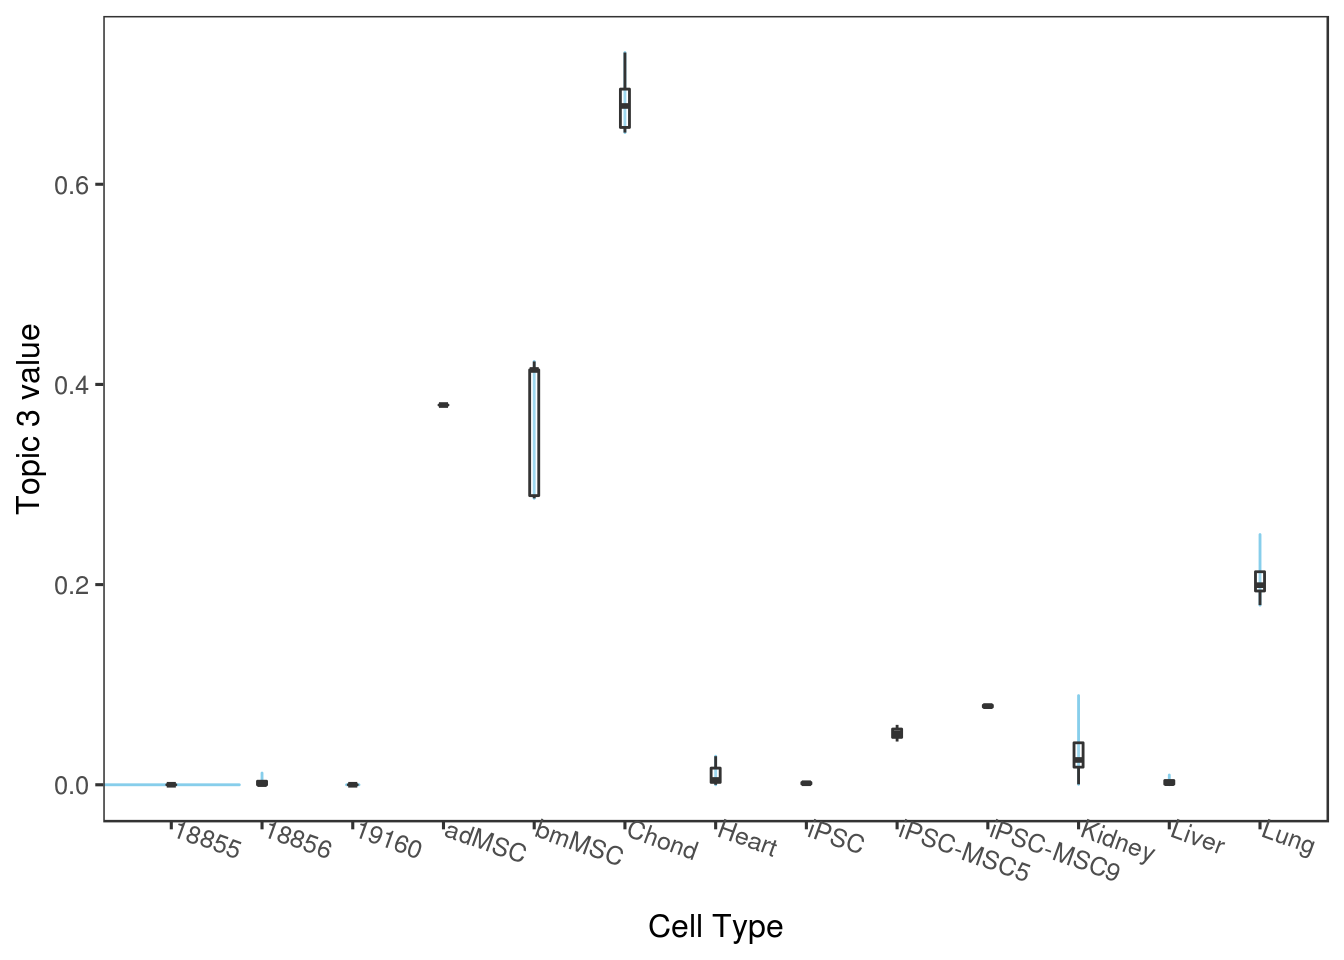 Topic 3 value
0.6
0.4
0.2
0.0
18855
18856
19160
adMSC
bmMSC
Chond
Heart
iPSC
iPSC-MSC5
iPSC-MSC9
Kidney
Liver
Lung
Cell Type